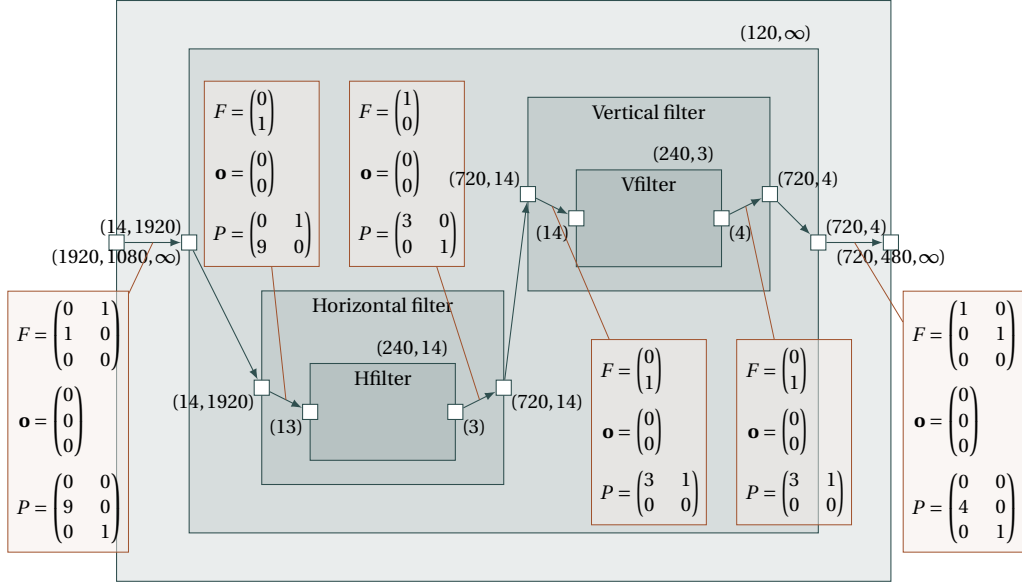 (120, ∞)
F = (0 1)
o = (0 0)
P = (0 1 9 0)
F = (1 0)
o = (0 0)
P = (3 0 0 1)
Vertical filter
(240, 3)
Vfilter
(720, 14)
(14)
(4)
(720, 4)
(14, 1920)
(1920, 1080, ∞)
(720, 4)
(720, 480, ∞)
F = (0 1 1 0 0 0)
o = (0 0 0)
P = (0 0 9 0 0 1)
Horizontal filter
(240, 14)
Hfilter
(14, 1920)
(13)
(3)
(720, 14)
F = (0 1)
o = (0 0)
P = (3 1 0 0)
F = (0 1)
o = (0 0)
P = (3 1 0 0)
F = (1 0 0 1 0 0)
o = (0 0 0)
P = (0 0 4 0 0 1)